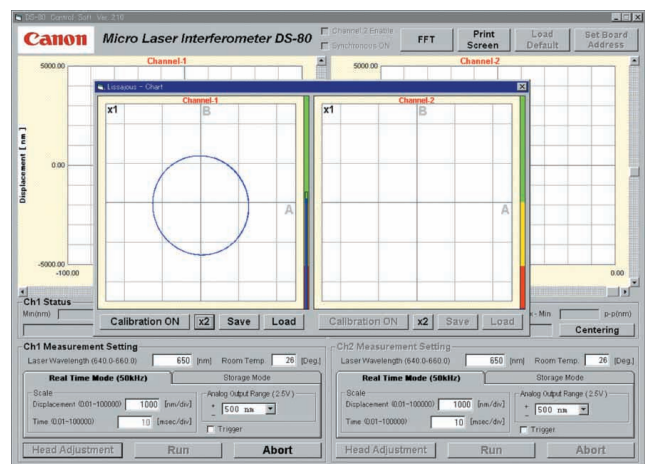 DS-80 Control Soft Ver. 2.10
Canon Micro Laser Interferometer DS-80
Channel 2 Enable
Synchronous ON
FFT
Print Screen
Load Default
Set Board Address
Channel-1
Channel-2
5000.00
5000.00
Displacement [ nm ]
0.00
-5000.00
-100.00
0.00
Lissajous - Chart
Channel-1
Channel-2
x1
B
A
x1
B
A
Calibration ON
x2
Save
Load
Calibration ON
x2
Save
Load
Ch1 Status
Min(nm)
- Min
p-p(nm)
Centering
Ch1 Measurement Setting
Laser Wavelength (640.0-660.0) 650 [nm] Room Temp. 26 [Deg.]
Real Time Mode (50kHz)
Storage Mode
Scale
Displacement (0.01-100000) 1000 [nm/div]
Time (0.01-100000) 10 [msec/div]
Analog Output Range (2.5V)
+
- 500 nm
Trigger
Head Adjustment
Run
Abort
Ch2 Measurement Setting
Laser Wavelength (640.0-660.0) 650 [nm] Room Temp. 26 [Deg.]
Real Time Mode (50kHz)
Storage Mode
Scale
Displacement (0.01-100000) 1000 [nm/div]
Time (0.01-100000) 10 [msec/div]
Analog Output Range (2.5V)
+
- 500 nm
Trigger
Head Adjustment
Run
Abort